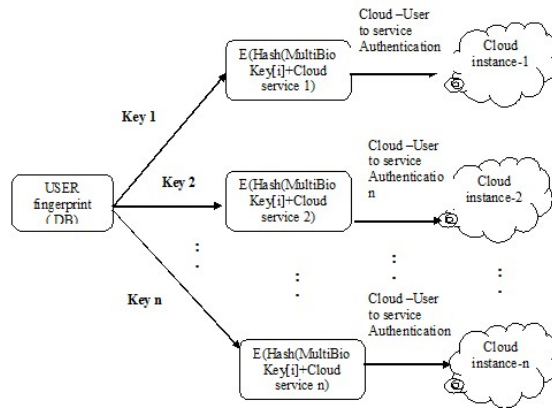 Cloud –User
to service
Authentication
E(Hash(MultiBio
Key[i]+Cloud
service 1)
Cloud
instance-1
Key 1
Cloud –User
to service
Authenticatio
n
USER
fingerprint
( DB)
Key 2
E(Hash(MultiBio
Key[i]+Cloud
service 2)
Cloud
instance-2
Key n
Cloud –User
to service
Authentication
E(Hash(MultiBio
Key[i]+Cloud
service n)
Cloud
instance-n